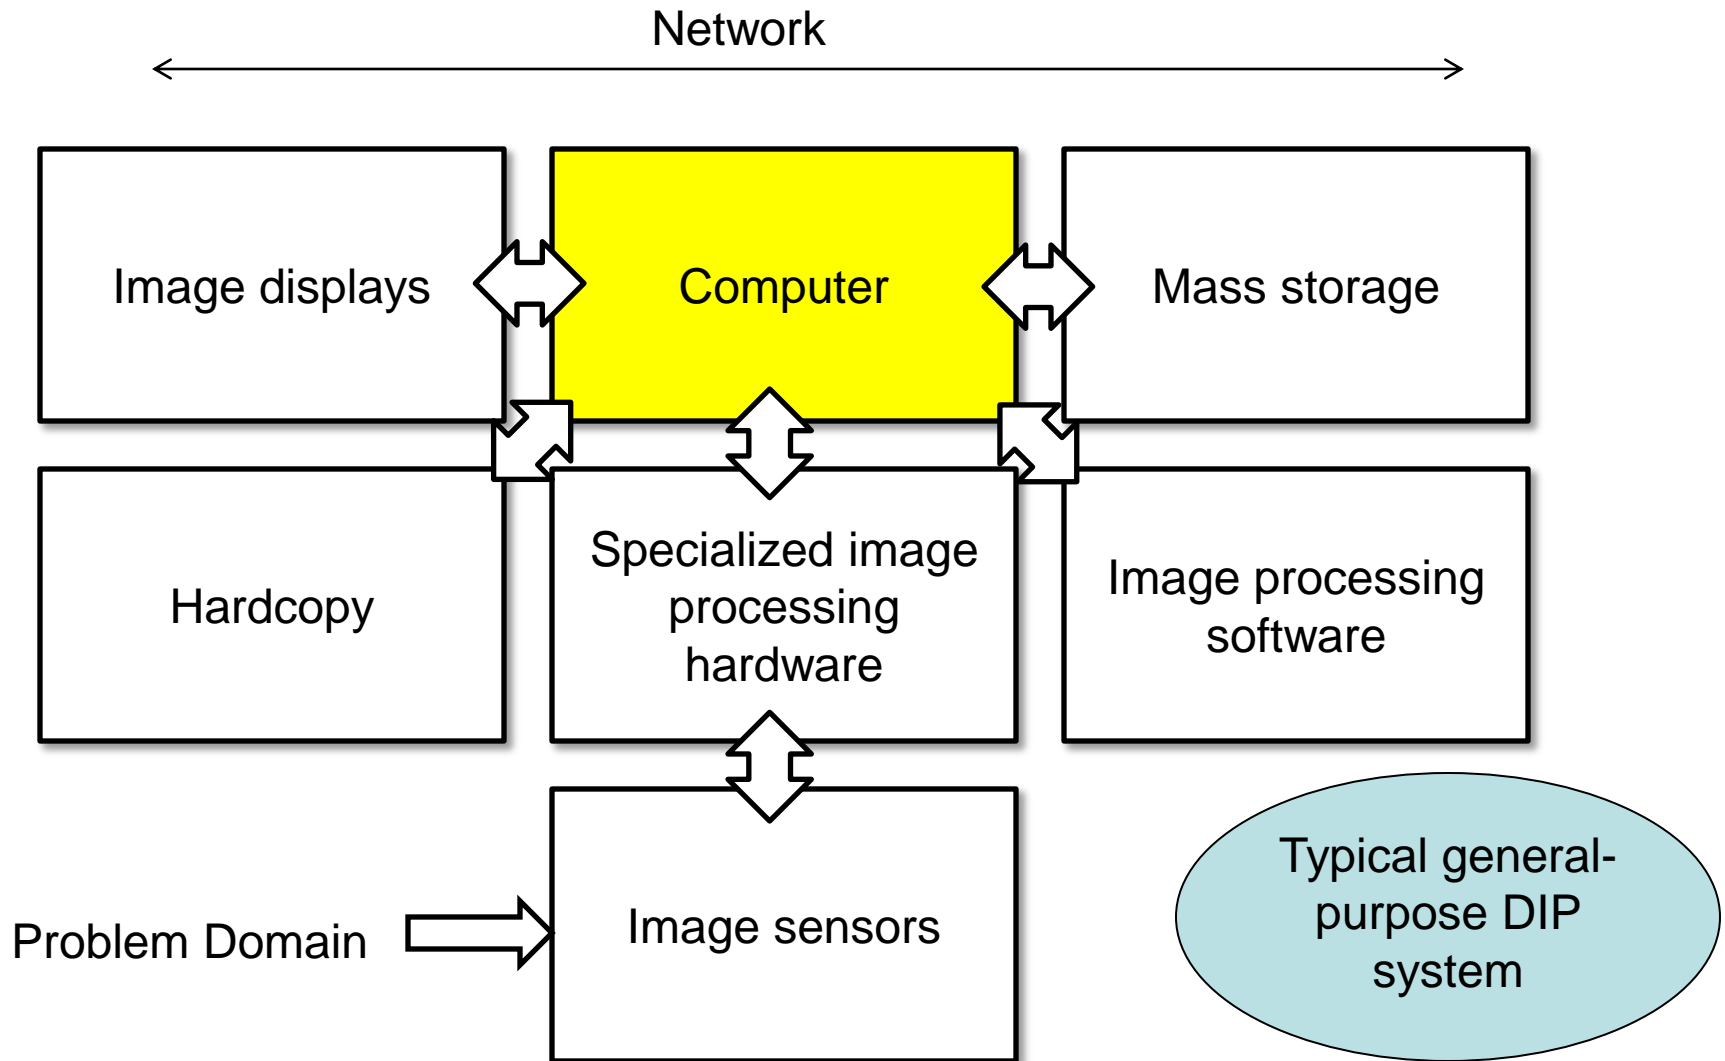 Network
Image displays
Computer
Mass storage
Hardcopy
Specialized image
processing
hardware
Image processing
software
Problem Domain
Image sensors
Typical general-
purpose DIP
system